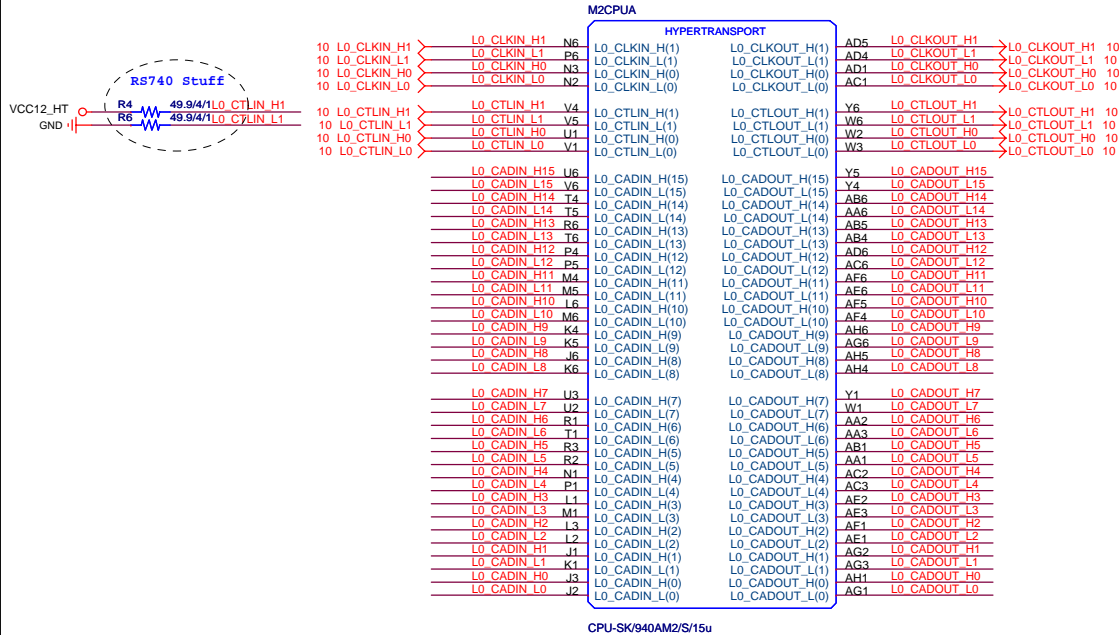 M2CPUA
HYPERTRANSPORT
RS740 Stuff
VCC12_HT R4 49.9/4/1 L0_CTLIN_H1
GND R6 49.9/4/1 L0_CTLIN_L1
10 L0_CLKIN_H1 L0_CLKIN_H1 N6 L0_CLKIN_H(1) L0_CLKOUT_H(1) AD5 L0_CLKOUT_H1 L0_CLKOUT_H1 10
10 L0_CLKIN_L1 L0_CLKIN_L1 P6 L0_CLKIN_L(1) L0_CLKOUT_L(1) AD4 L0_CLKOUT_L1 L0_CLKOUT_L1 10
10 L0_CLKIN_H0 L0_CLKIN_H0 N3 L0_CLKIN_H(0) L0_CLKOUT_H(0) AD1 L0_CLKOUT_H0 L0_CLKOUT_H0 10
10 L0_CLKIN_L0 L0_CLKIN_L0 N2 L0_CLKIN_L(0) L0_CLKOUT_L(0) AC1 L0_CLKOUT_L0 L0_CLKOUT_L0 10
10 L0_CTLIN_H1 L0_CTLIN_H1 V4 L0_CTLIN_H(1) L0_CTLOUT_H(1) Y6 L0_CTLOUT_H1 L0_CTLOUT_H1 10
10 L0_CTLIN_L1 L0_CTLIN_L1 V5 L0_CTLIN_L(1) L0_CTLOUT_L(1) W6 L0_CTLOUT_L1 L0_CTLOUT_L1 10
10 L0_CTLIN_H0 L0_CTLIN_H0 U1 L0_CTLIN_H(0) L0_CTLOUT_H(0) W2 L0_CTLOUT_H0 L0_CTLOUT_H0 10
10 L0_CTLIN_L0 L0_CTLIN_L0 V1 L0_CTLIN_L(0) L0_CTLOUT_L(0) W3 L0_CTLOUT_L0 L0_CTLOUT_L0 10
L0_CADIN_H15 U6 L0_CADIN_H(15) L0_CADOUT_H(15) Y5 L0_CADOUT_H15
L0_CADIN_L15 V6 L0_CADIN_L(15) L0_CADOUT_L(15) Y4 L0_CADOUT_L15
L0_CADIN_H14 T4 L0_CADIN_H(14) L0_CADOUT_H(14) AB6 L0_CADOUT_H14
L0_CADIN_L14 T5 L0_CADIN_L(14) L0_CADOUT_L(14) AA6 L0_CADOUT_L14
L0_CADIN_H13 R6 L0_CADIN_H(13) L0_CADOUT_H(13) AB5 L0_CADOUT_H13
L0_CADIN_L13 T6 L0_CADIN_L(13) L0_CADOUT_L(13) AB4 L0_CADOUT_L13
L0_CADIN_H12 P4 L0_CADIN_H(12) L0_CADOUT_H(12) AD6 L0_CADOUT_H12
L0_CADIN_L12 P5 L0_CADIN_L(12) L0_CADOUT_L(12) AC6 L0_CADOUT_L12
L0_CADIN_H11 M4 L0_CADIN_H(11) L0_CADOUT_H(11) AF6 L0_CADOUT_H11
L0_CADIN_L11 M5 L0_CADIN_L(11) L0_CADOUT_L(11) AE6 L0_CADOUT_L11
L0_CADIN_H10 L6 L0_CADIN_H(10) L0_CADOUT_H(10) AF5 L0_CADOUT_H10
L0_CADIN_L10 M6 L0_CADIN_L(10) L0_CADOUT_L(10) AF4 L0_CADOUT_L10
L0_CADIN_H9 K4 L0_CADIN_H(9) L0_CADOUT_H(9) AH6 L0_CADOUT_H9
L0_CADIN_L9 K5 L0_CADIN_L(9) L0_CADOUT_L(9) AG6 L0_CADOUT_L9
L0_CADIN_H8 J6 L0_CADIN_H(8) L0_CADOUT_H(8) AH5 L0_CADOUT_H8
L0_CADIN_L8 K6 L0_CADIN_L(8) L0_CADOUT_L(8) AH4 L0_CADOUT_L8
L0_CADIN_H7 U3 L0_CADIN_H(7) L0_CADOUT_H(7) Y1 L0_CADOUT_H7
L0_CADIN_L7 U2 L0_CADIN_L(7) L0_CADOUT_L(7) W1 L0_CADOUT_L7
L0_CADIN_H6 R1 L0_CADIN_H(6) L0_CADOUT_H(6) AA2 L0_CADOUT_H6
L0_CADIN_L6 T1 L0_CADIN_L(6) L0_CADOUT_L(6) AA3 L0_CADOUT_L6
L0_CADIN_H5 R3 L0_CADIN_H(5) L0_CADOUT_H(5) AB1 L0_CADOUT_H5
L0_CADIN_L5 R2 L0_CADIN_L(5) L0_CADOUT_L(5) AA1 L0_CADOUT_L5
L0_CADIN_H4 N1 L0_CADIN_H(4) L0_CADOUT_H(4) AC2 L0_CADOUT_H4
L0_CADIN_L4 P1 L0_CADIN_L(4) L0_CADOUT_L(4) AC3 L0_CADOUT_L4
L0_CADIN_H3 L1 L0_CADIN_H(3) L0_CADOUT_H(3) AE2 L0_CADOUT_H3
L0_CADIN_L3 M1 L0_CADIN_L(3) L0_CADOUT_L(3) AE3 L0_CADOUT_L3
L0_CADIN_H2 L3 L0_CADIN_H(2) L0_CADOUT_H(2) AF1 L0_CADOUT_H2
L0_CADIN_L2 L2 L0_CADIN_L(2) L0_CADOUT_L(2) AE1 L0_CADOUT_L2
L0_CADIN_H1 J1 L0_CADIN_H(1) L0_CADOUT_H(1) AG2 L0_CADOUT_H1
L0_CADIN_L1 K1 L0_CADIN_L(1) L0_CADOUT_L(1) AG3 L0_CADOUT_L1
L0_CADIN_H0 J3 L0_CADIN_H(0) L0_CADOUT_H(0) AH1 L0_CADOUT_H0
L0_CADIN_L0 J2 L0_CADIN_L(0) L0_CADOUT_L(0) AG1 L0_CADOUT_L0
CPU-SK/940AM2/S/15u